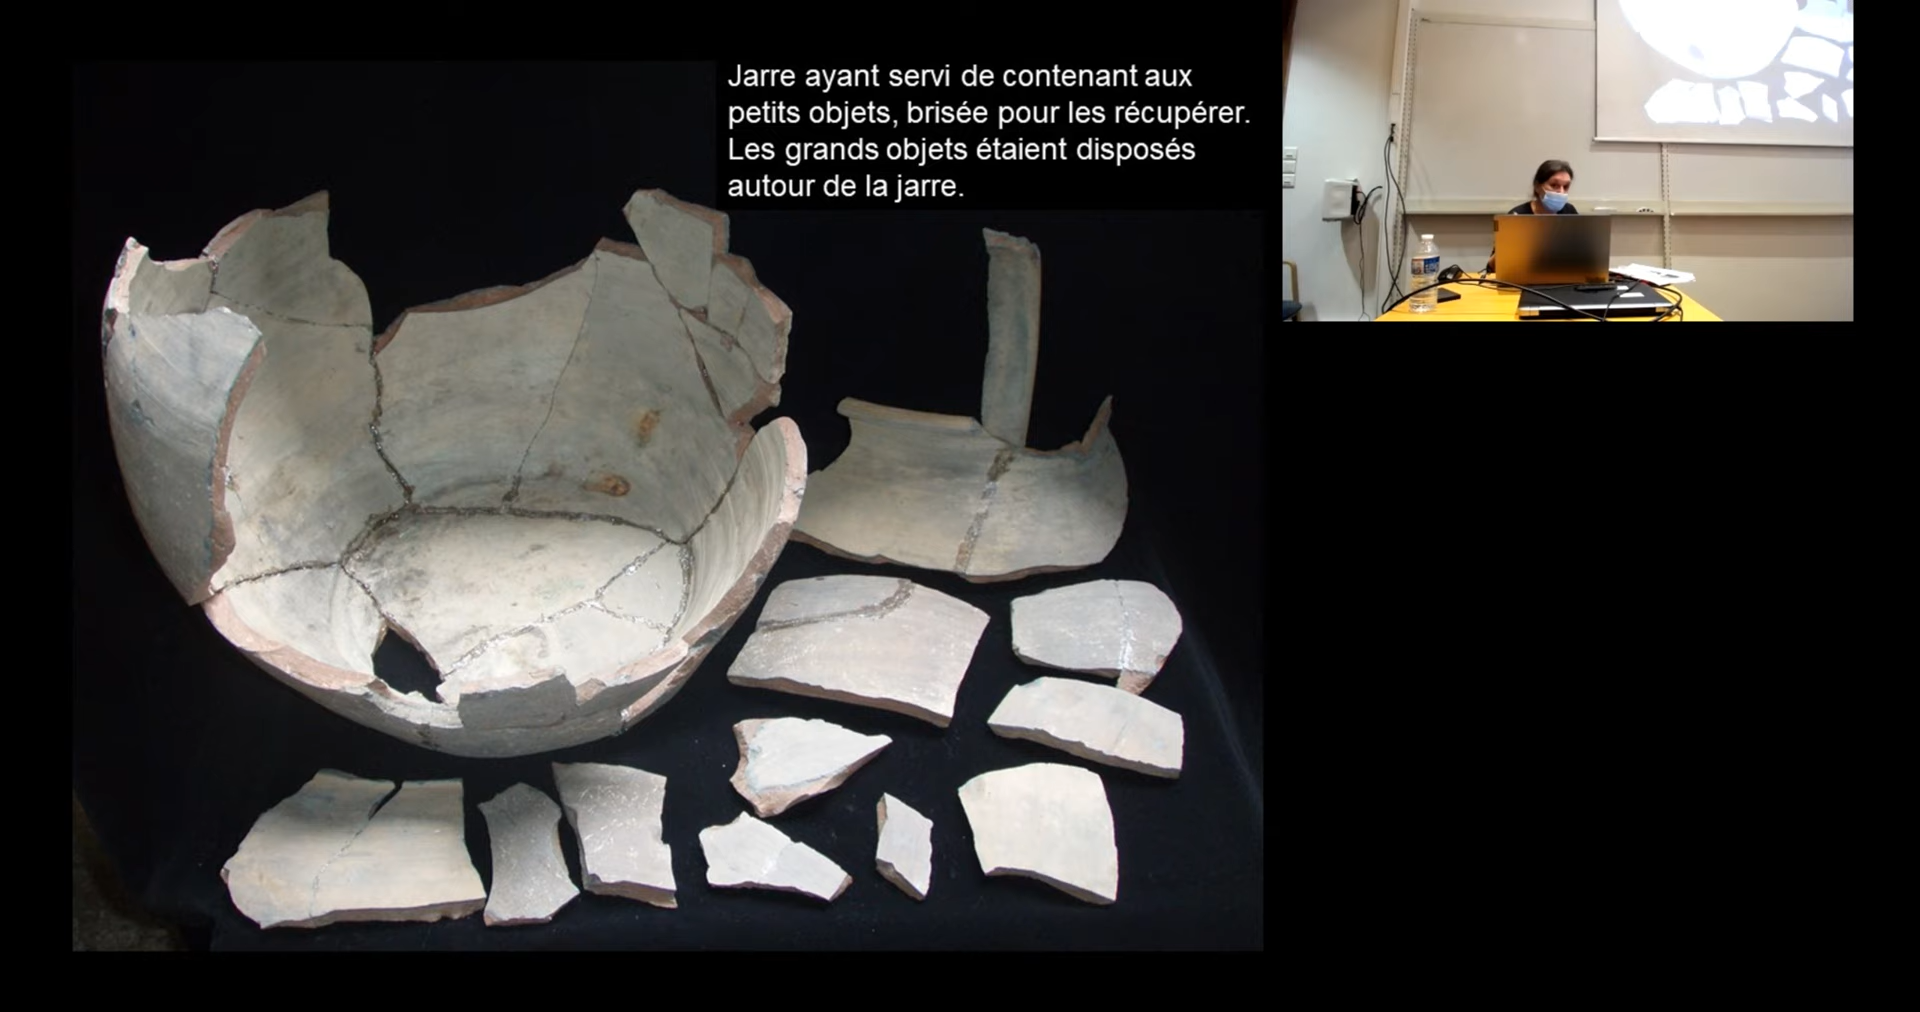 Jarre ayant servi de contenant aux
petits objets, brisée pour les récupérer.
Les grands objets étaient disposés
autour de la jarre.